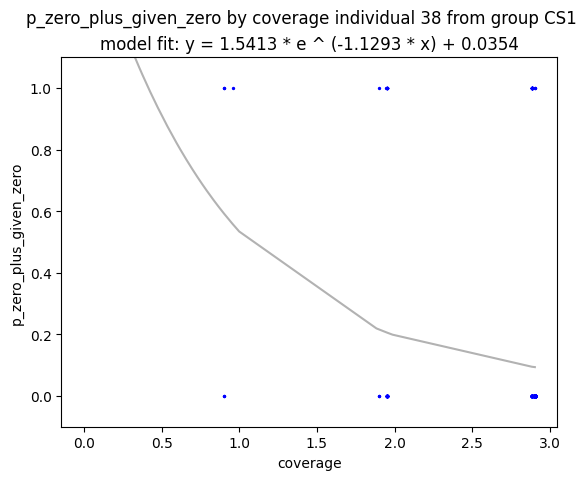 p_zero_plus_given_zero by coverage individual 38 from group CS1
model fit: y = 1.5413 * e ^ (-1.1293 * x) + 0.0354
1.0
0.8
0.6
0.4
0.2
0.0
p_zero_plus_given_zero
0.0 0.5 1.0 1.5 2.0 2.5 3.0
coverage